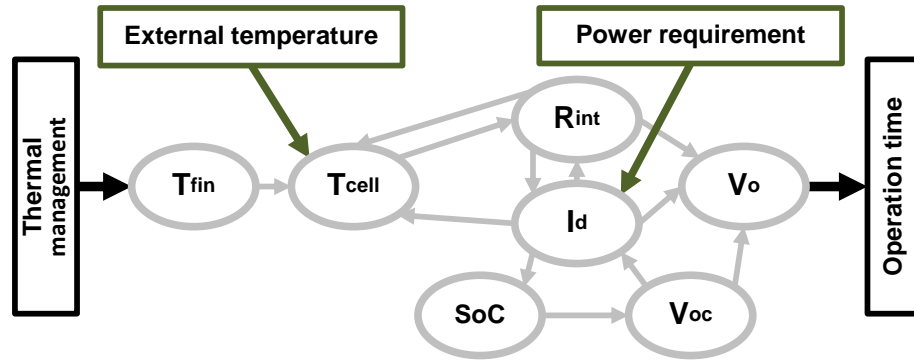 External temperature
Power requirement
Thermal
management
Tfin
Tcell
Rint
Id
SoC
Voc
Vo
Operation time